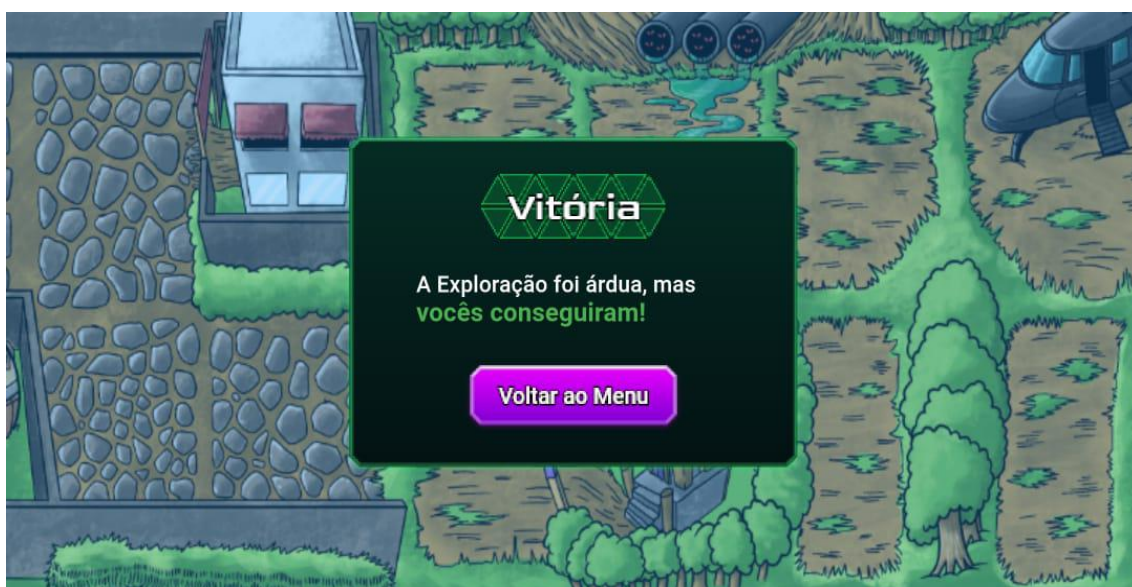 Vitória
A Exploração foi árdua, mas
vocês conseguiram!
Voltar ao Menu